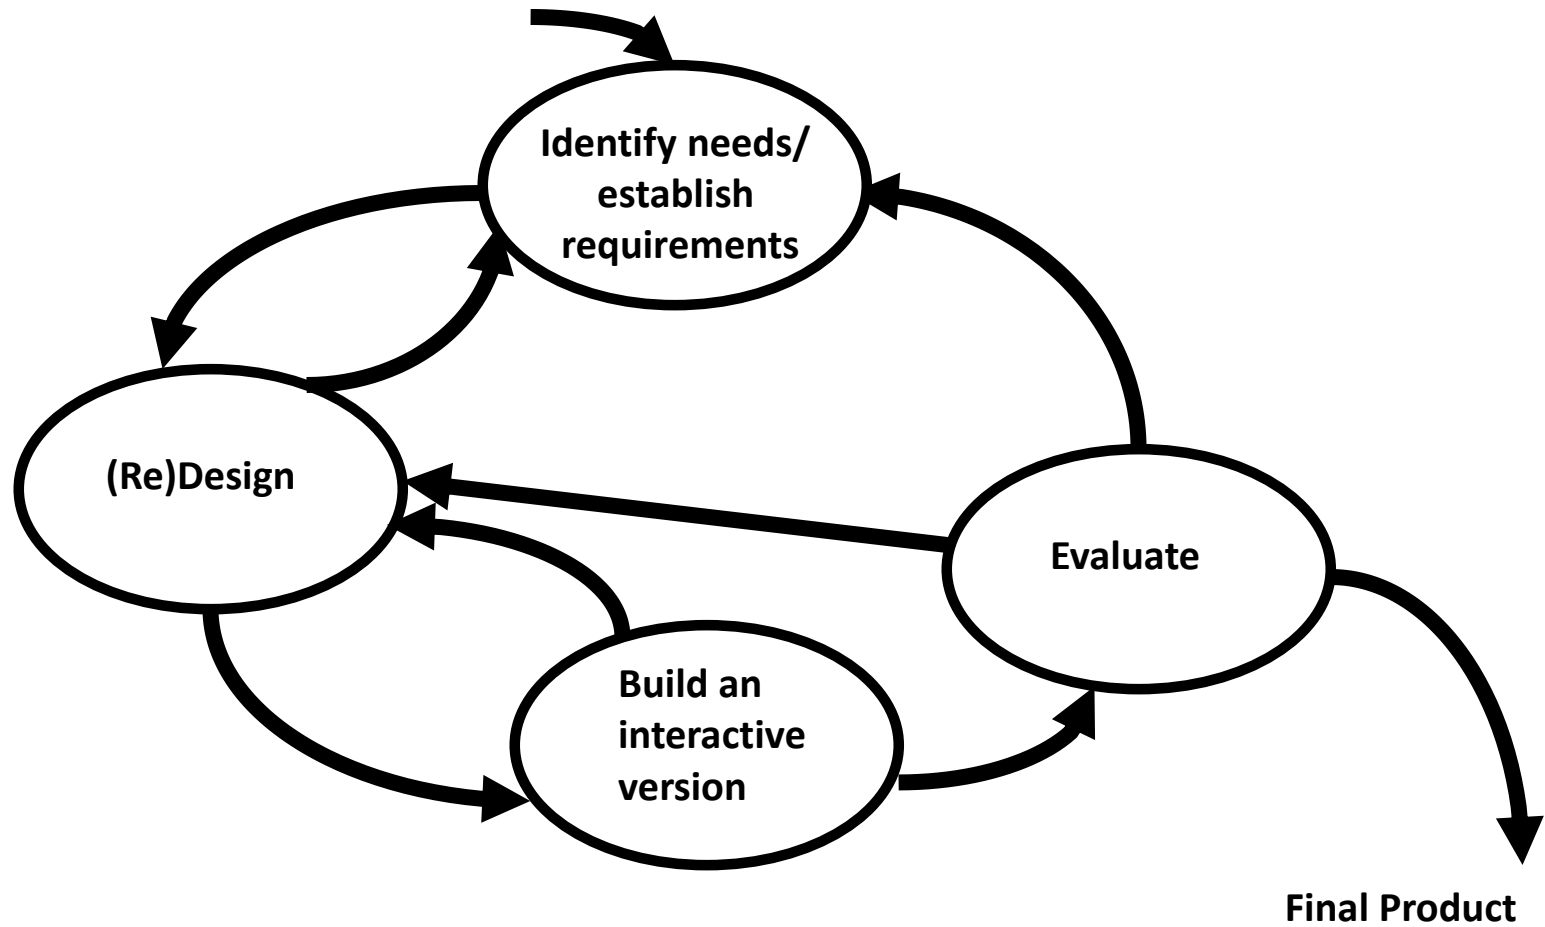 Identify needs/
establish
requirements
(Re)Design
Evaluate
Build an
interactive
version
Final Product